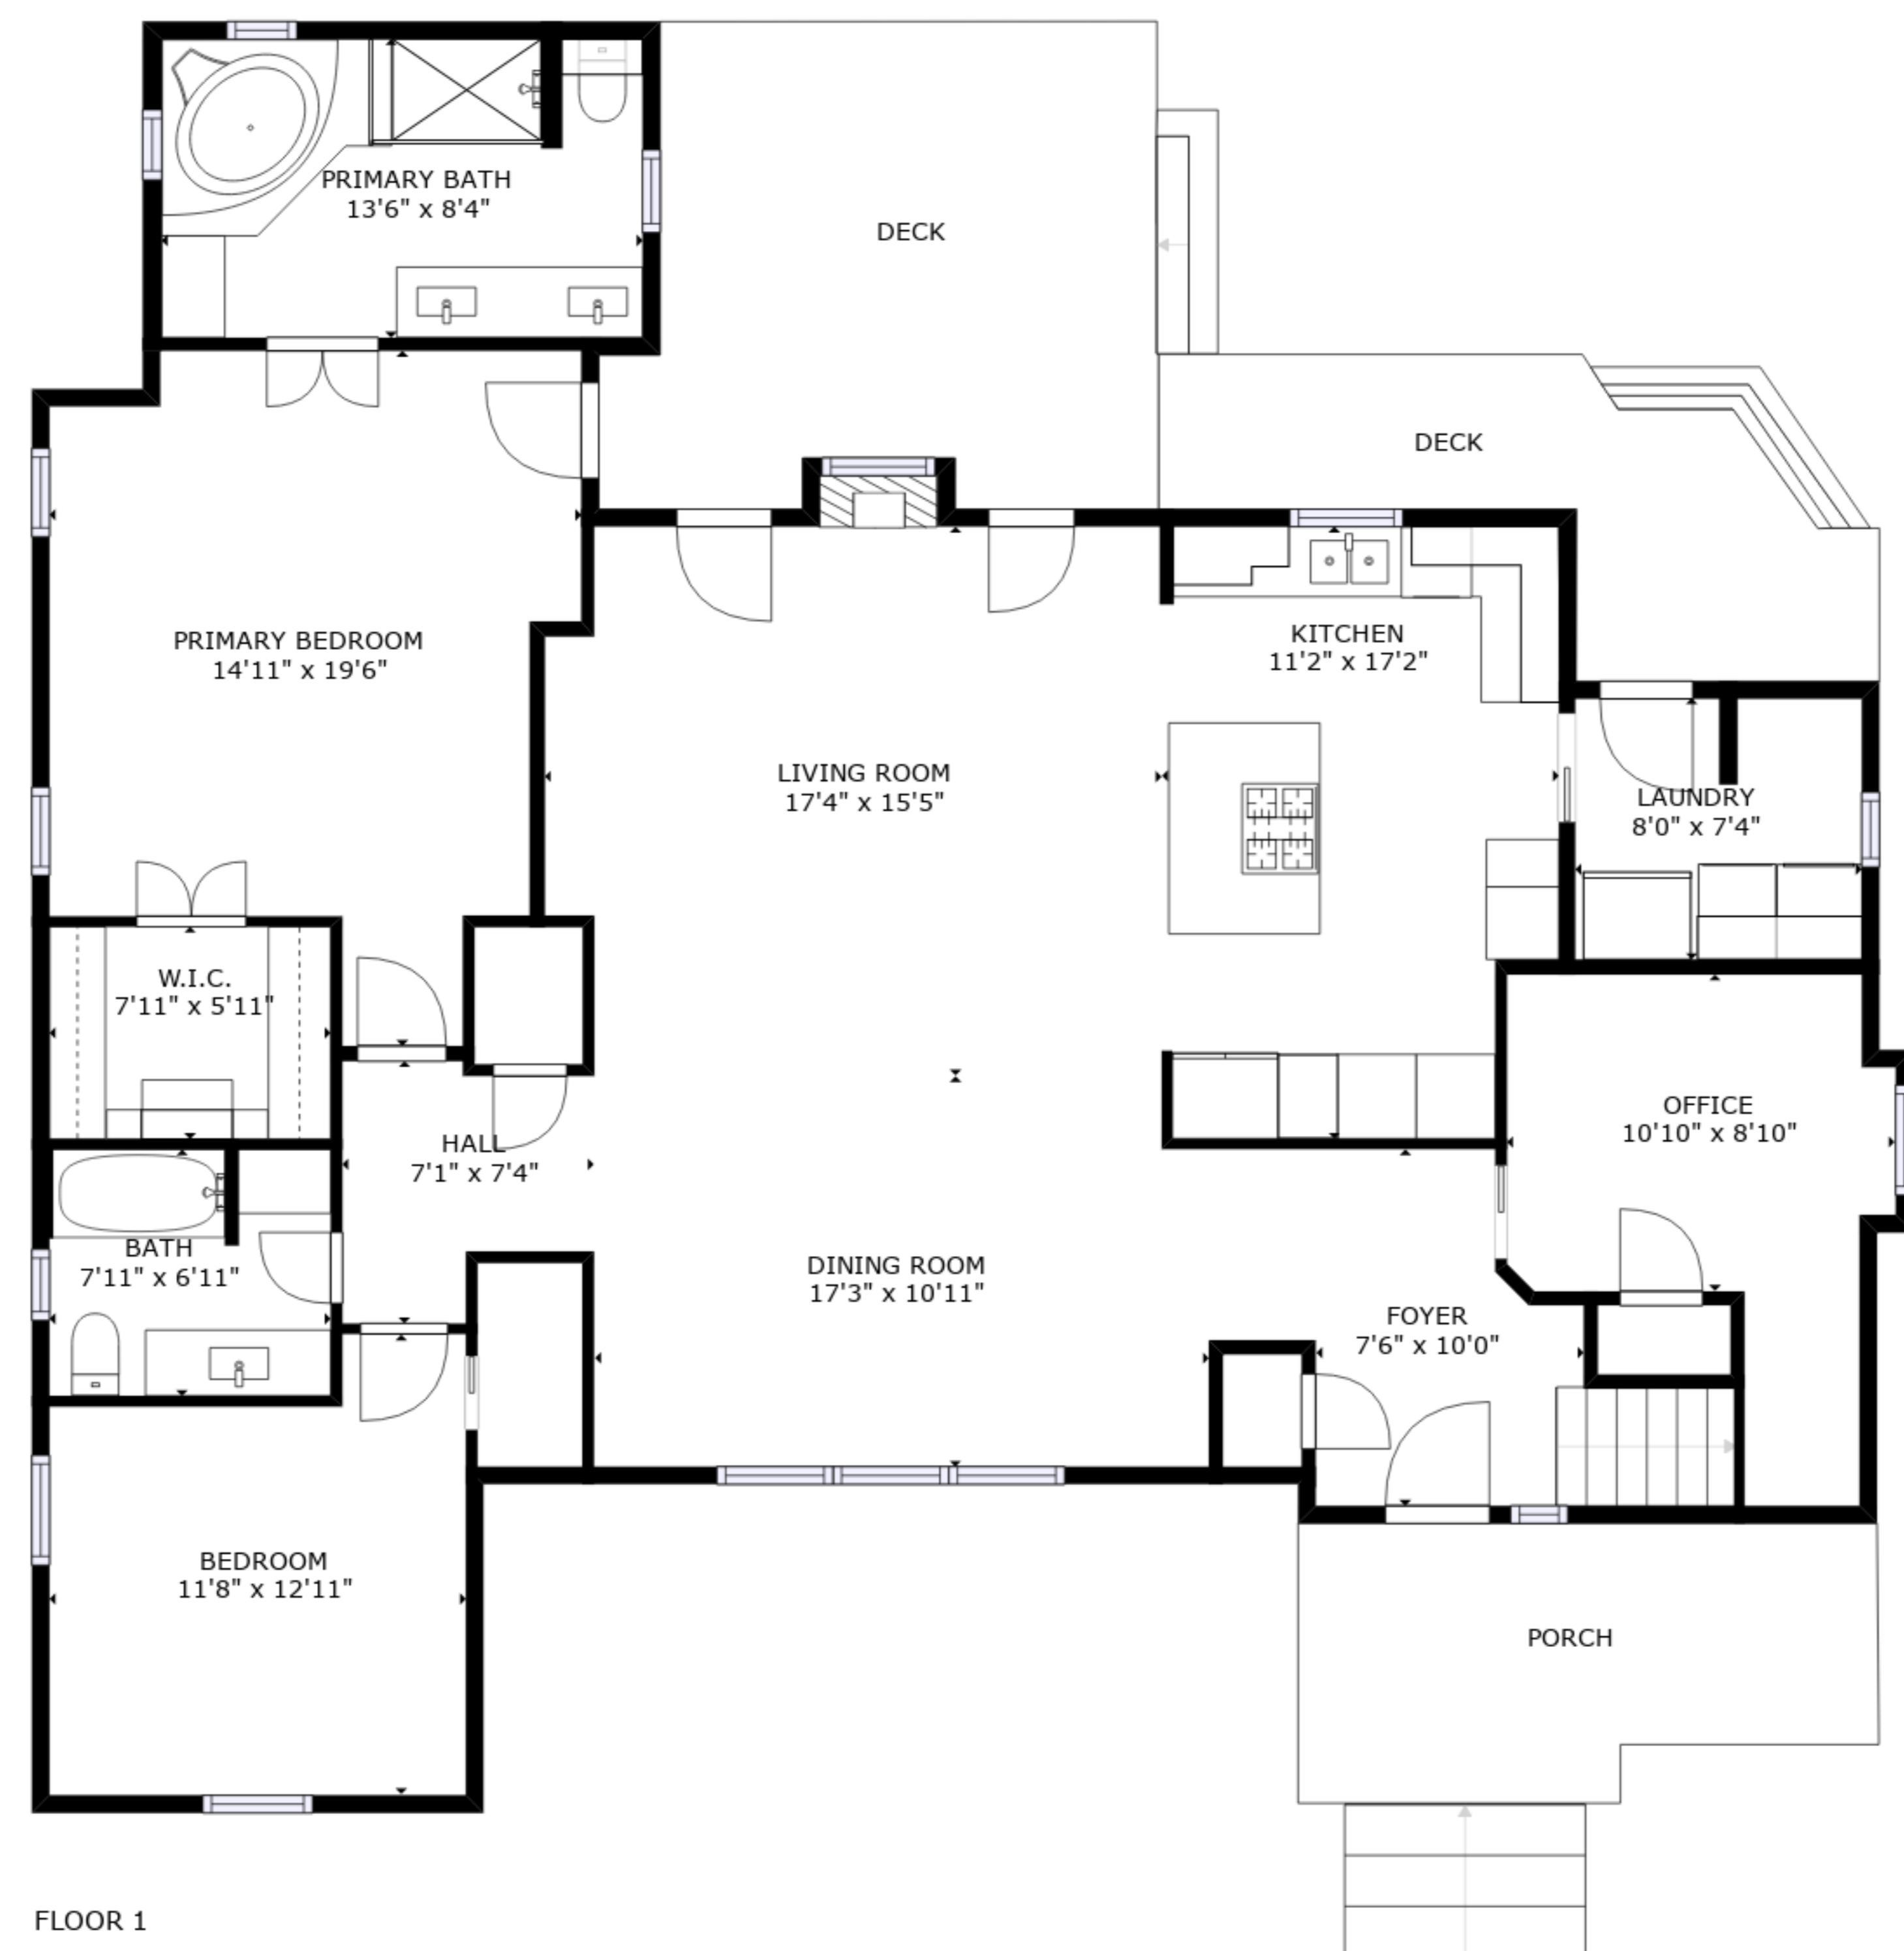 PRIMARY BATH
13'6" x 8'4"
DECK
DECK
PRIMARY BEDROOM
14'11" x 19'6"
KITCHEN
11'2" x 17'2"
LIVING ROOM
17'4" x 15'5"
LAUNDRY
8'0" x 7'4"
W.I.C.
7'11" x 5'11"
OFFICE
10'10" x 8'10"
HALL
7'1" x 7'4"
BATH
7'11" x 6'11"
DINING ROOM
17'3" x 10'11"
FOYER
7'6" x 10'0"
BEDROOM
11'8" x 12'11"
PORCH
FLOOR 1